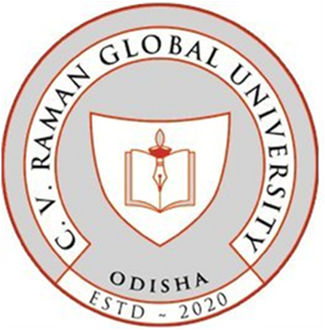 C. V. RAMAN GLOBAL UNIVERSITY
ODISHA
ESTD ~ 2020